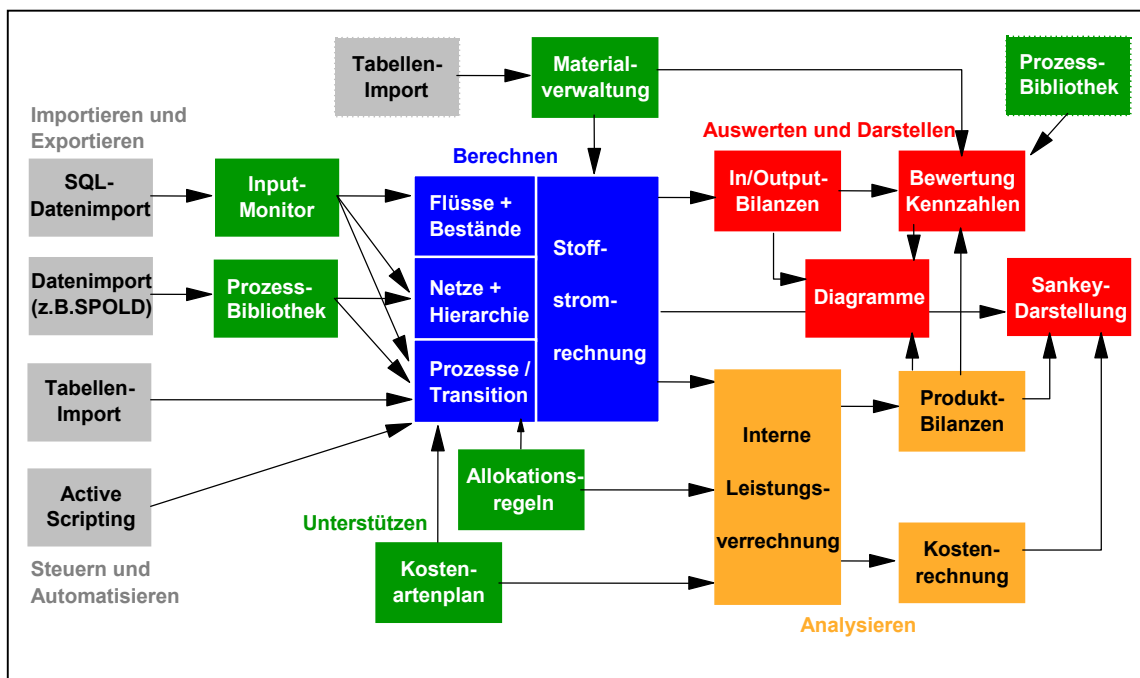 Tabellen-
Import
Material-
verwaltung
Prozess-
Bibliothek
Importieren und
Exportieren
Auswerten und Darstellen
Berechnen
SQL-
Datenimport
Input-
Monitor
Flüsse +
Bestände
In/Output-
Bilanzen
Bewertung
Kennzahlen
Stoff-
strom-
rechnung
Datenimport
(z.B.SPOLD)
Prozess-
Bibliothek
Netze +
Hierarchie
Diagramme
Sankey-
Darstellung
Tabellen-
Import
Prozesse /
Transition
Interne
Leistungs-
verrechnung
Produkt-
Bilanzen
Active
Scripting
Allokations-
regeln
Unterstützen
Steuern und
Automatisieren
Kosten-
artenplan
Kosten-
rechnung
Analysieren